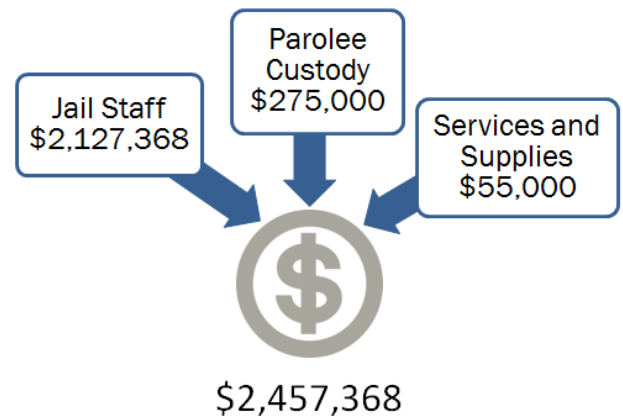 Parolee
Custody
$275,000
Jail Staff
$2,127,368
Services and
Supplies
$55,000
$
$2,457,368